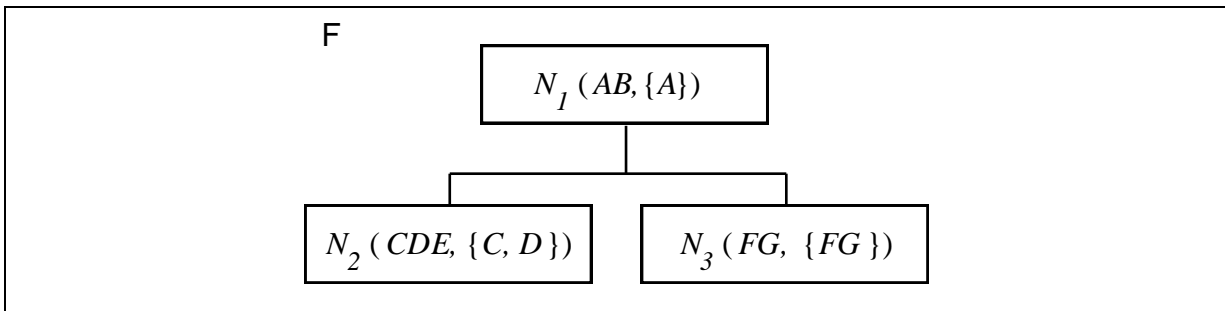 F
N₁ (AB, {A})
N₂ (CDE, {C, D})
N₃ (FG, {FG})